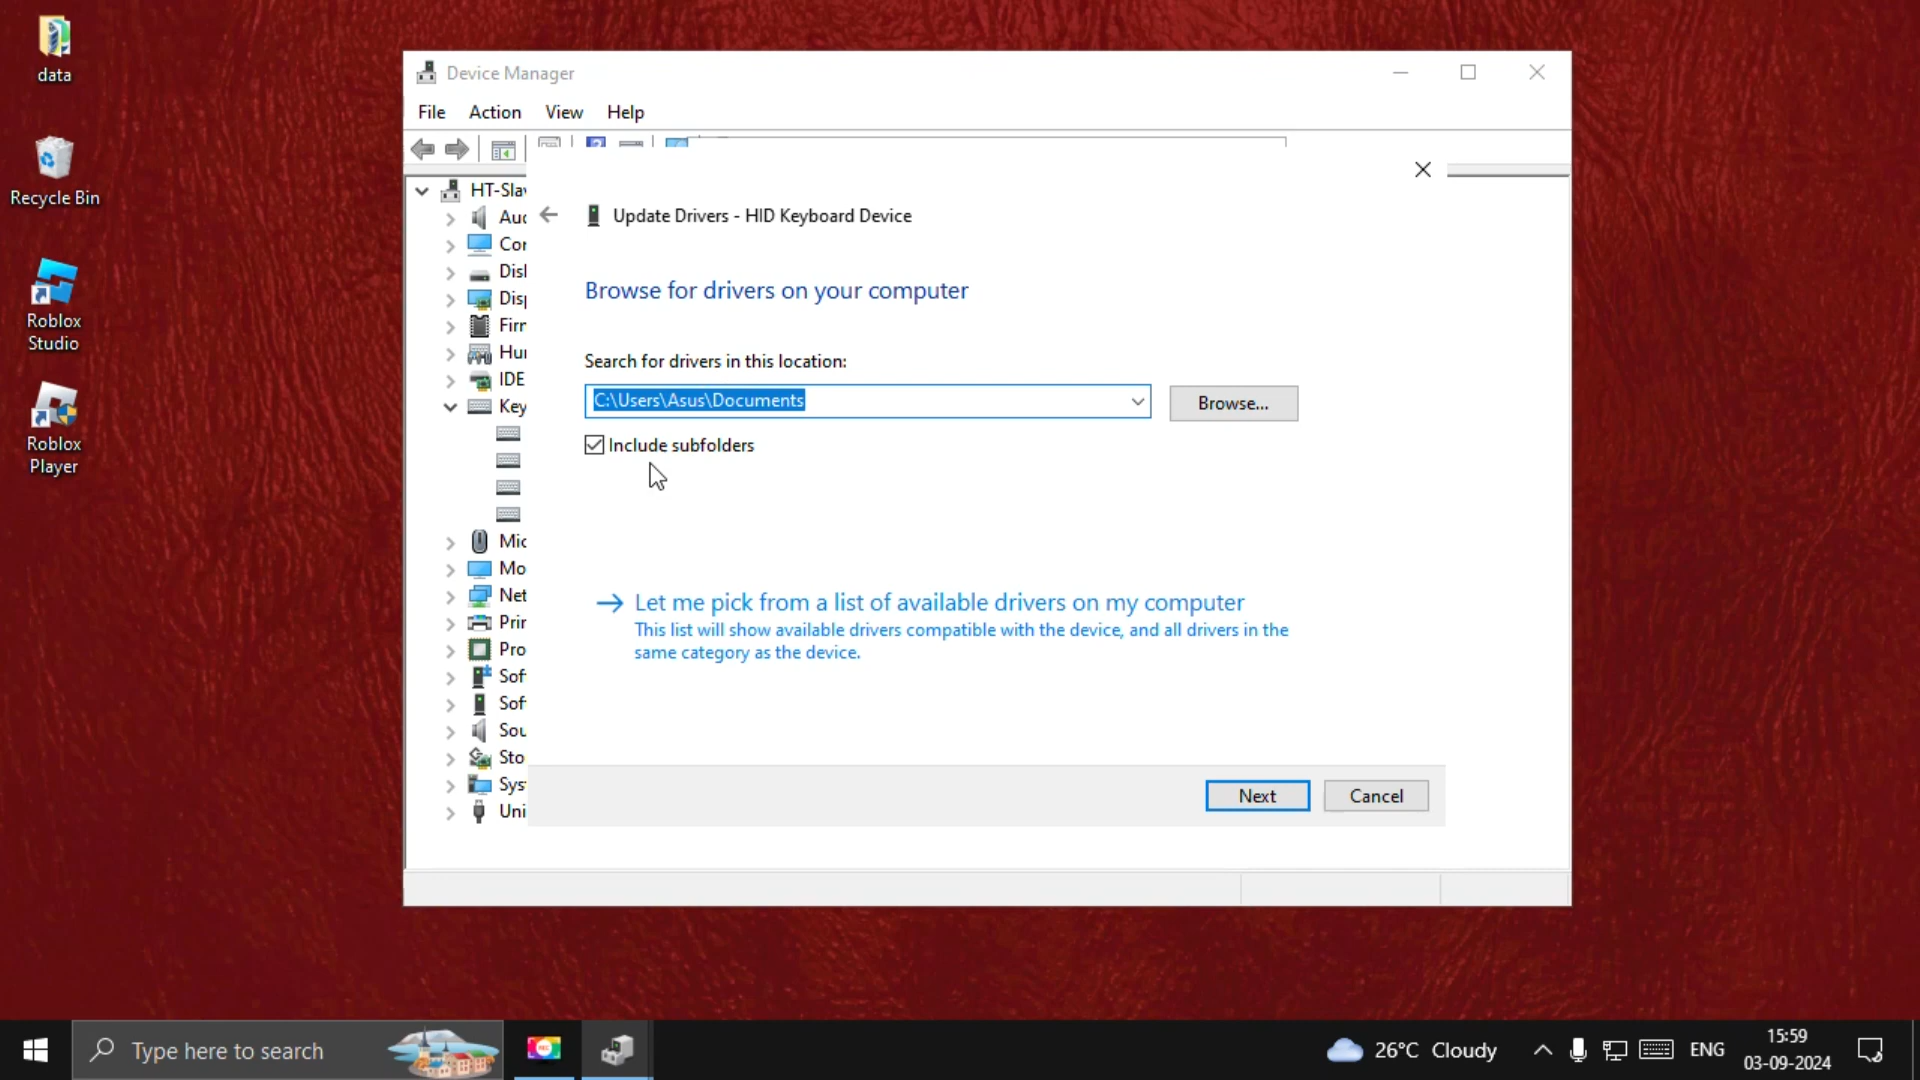 data
Recycle Bin
Roblox
Studio
Roblox
Player
Device Manager
File Action View Help
HT-Slav
Auc
Cor
Disl
Disp
Firr
Hur
IDE
Key
Mic
Mo
Net
Prir
Pro
Sof
Sof
Sou
Sto
Sys
Uni
Update Drivers - HID Keyboard Device
Browse for drivers on your computer
Search for drivers in this location:
C:\Users\Asus\Documents
Browse...
Include subfolders
Let me pick from a list of available drivers on my computer
This list will show available drivers compatible with the device, and all drivers in the
same category as the device.
Next Cancel
Type here to search
26°C Cloudy
ENG
15:59
03-09-2024